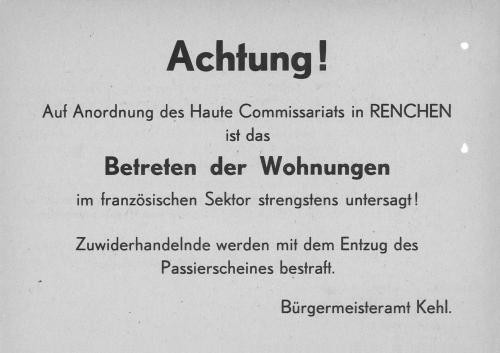 Achtung!
Auf Anordnung des Haute Commissariats in RENCHEN
ist das
Betreten der Wohnungen
im französischen Sektor strengstens untersagt!
Zuwiderhandelnde werden mit dem Entzug des
Passierscheines bestraft.
Bürgermeisteramt Kehl.